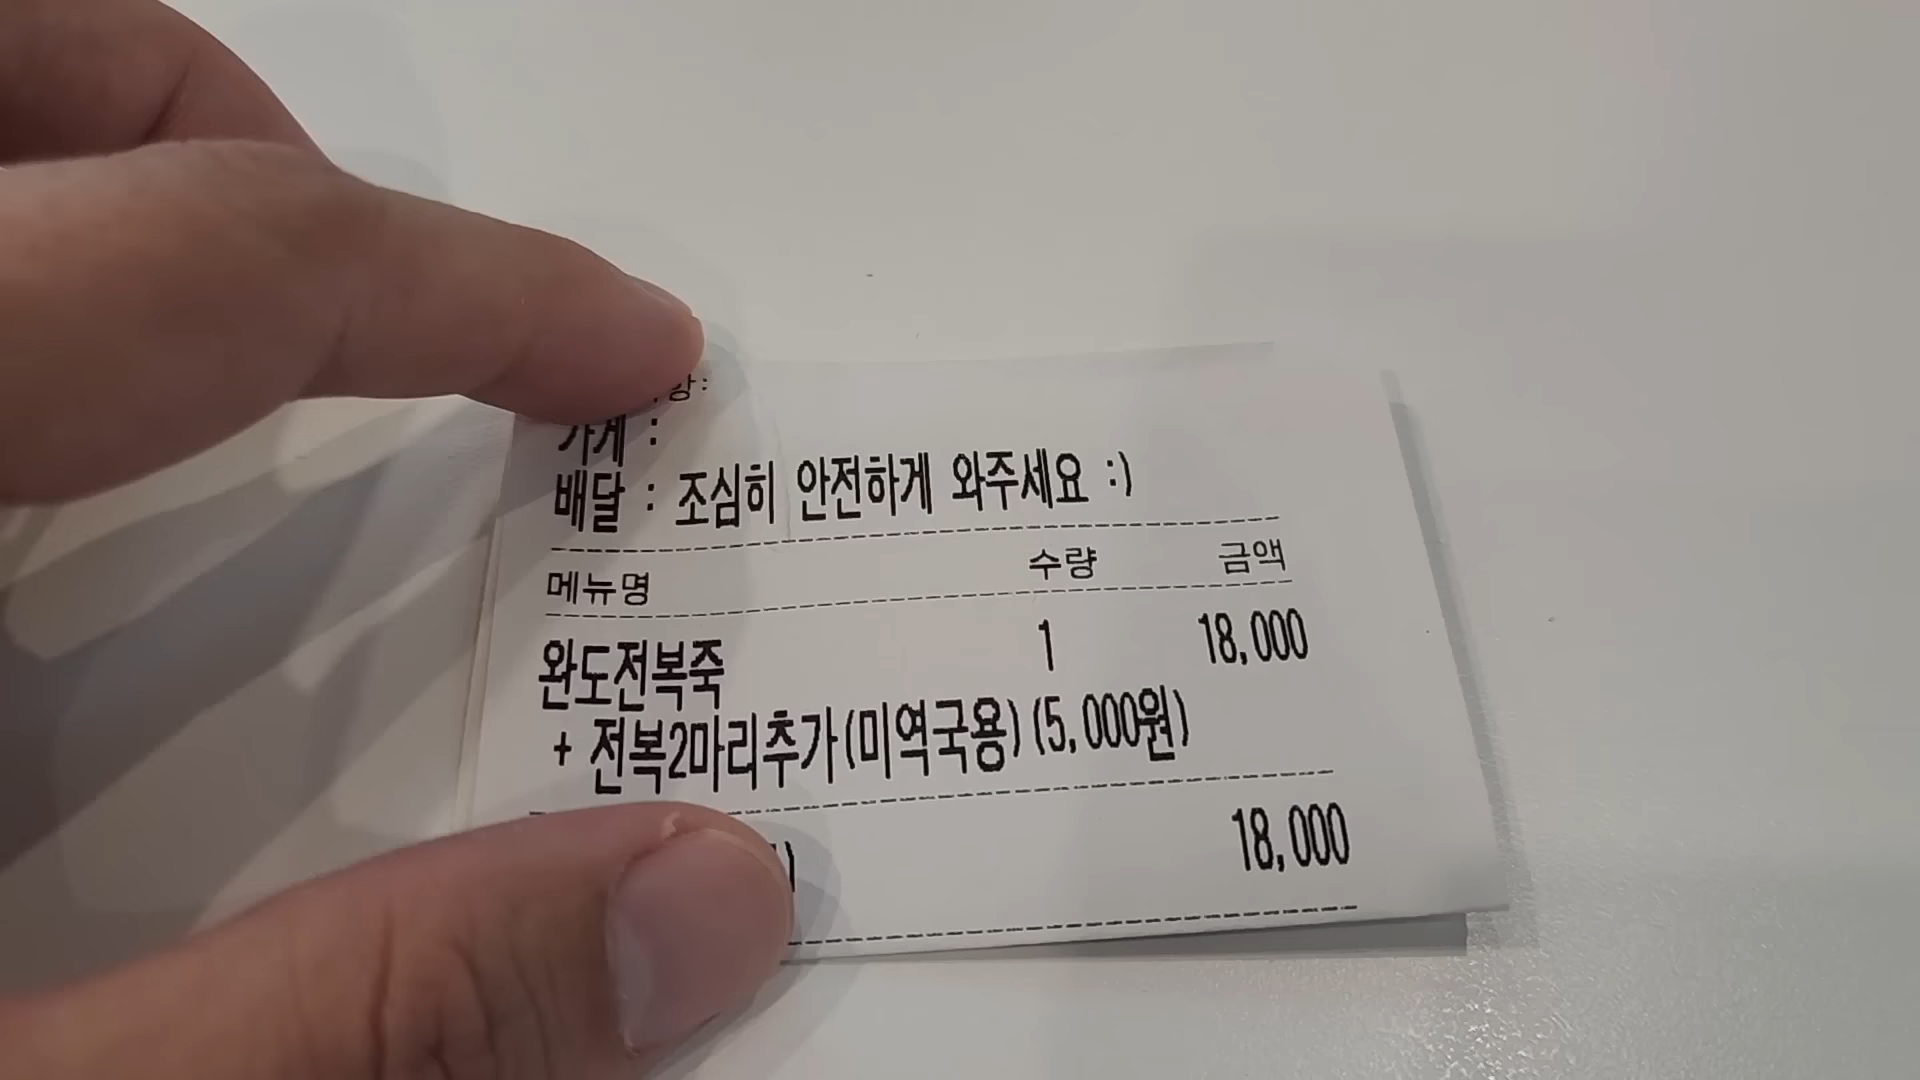 가게 :
배달 : 조심히 안전하게 와주세요 :)
메뉴명 수량 금액
완도전복죽 1 18,000
+ 전복2마리추가(미역국용)(5,000원)
18,000